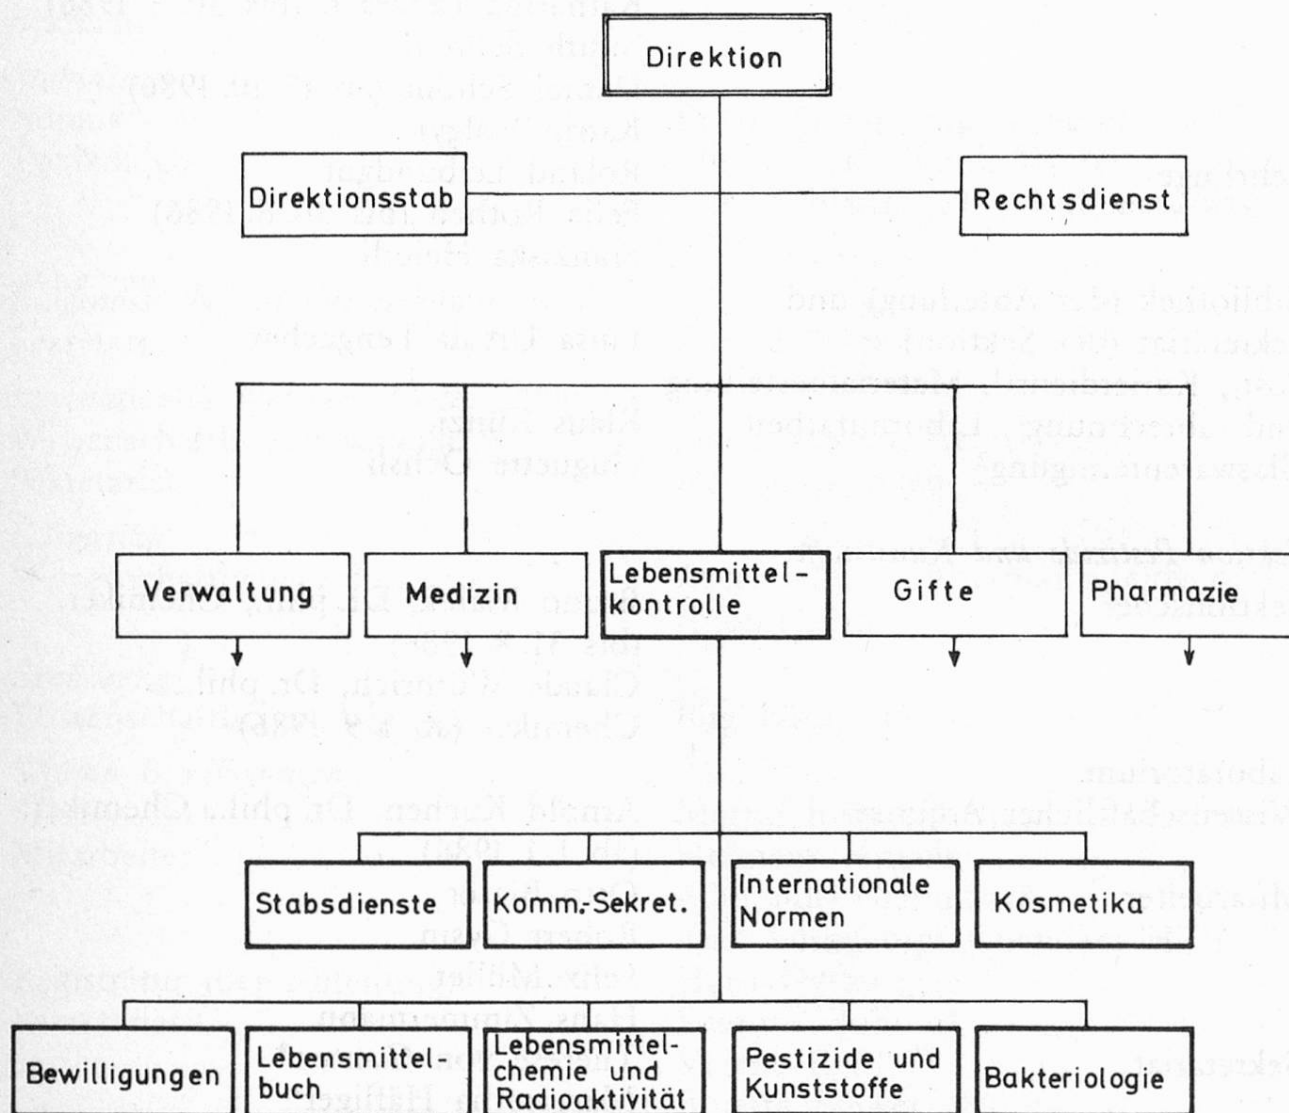 Direktion
Direktionsstab
Rechtsdienst
Verwaltung
Medizin
Lebensmittel-
kontrolle
Gifte
Pharmazie
Stabsdienste
Komm.-Sekret.
Internationale
Normen
Kosmetika
Bewilligungen
Lebensmittel-
buch
Lebensmittel-
chemie und
Radioaktivität
Pestizide und
Kunststoffe
Bakteriologie